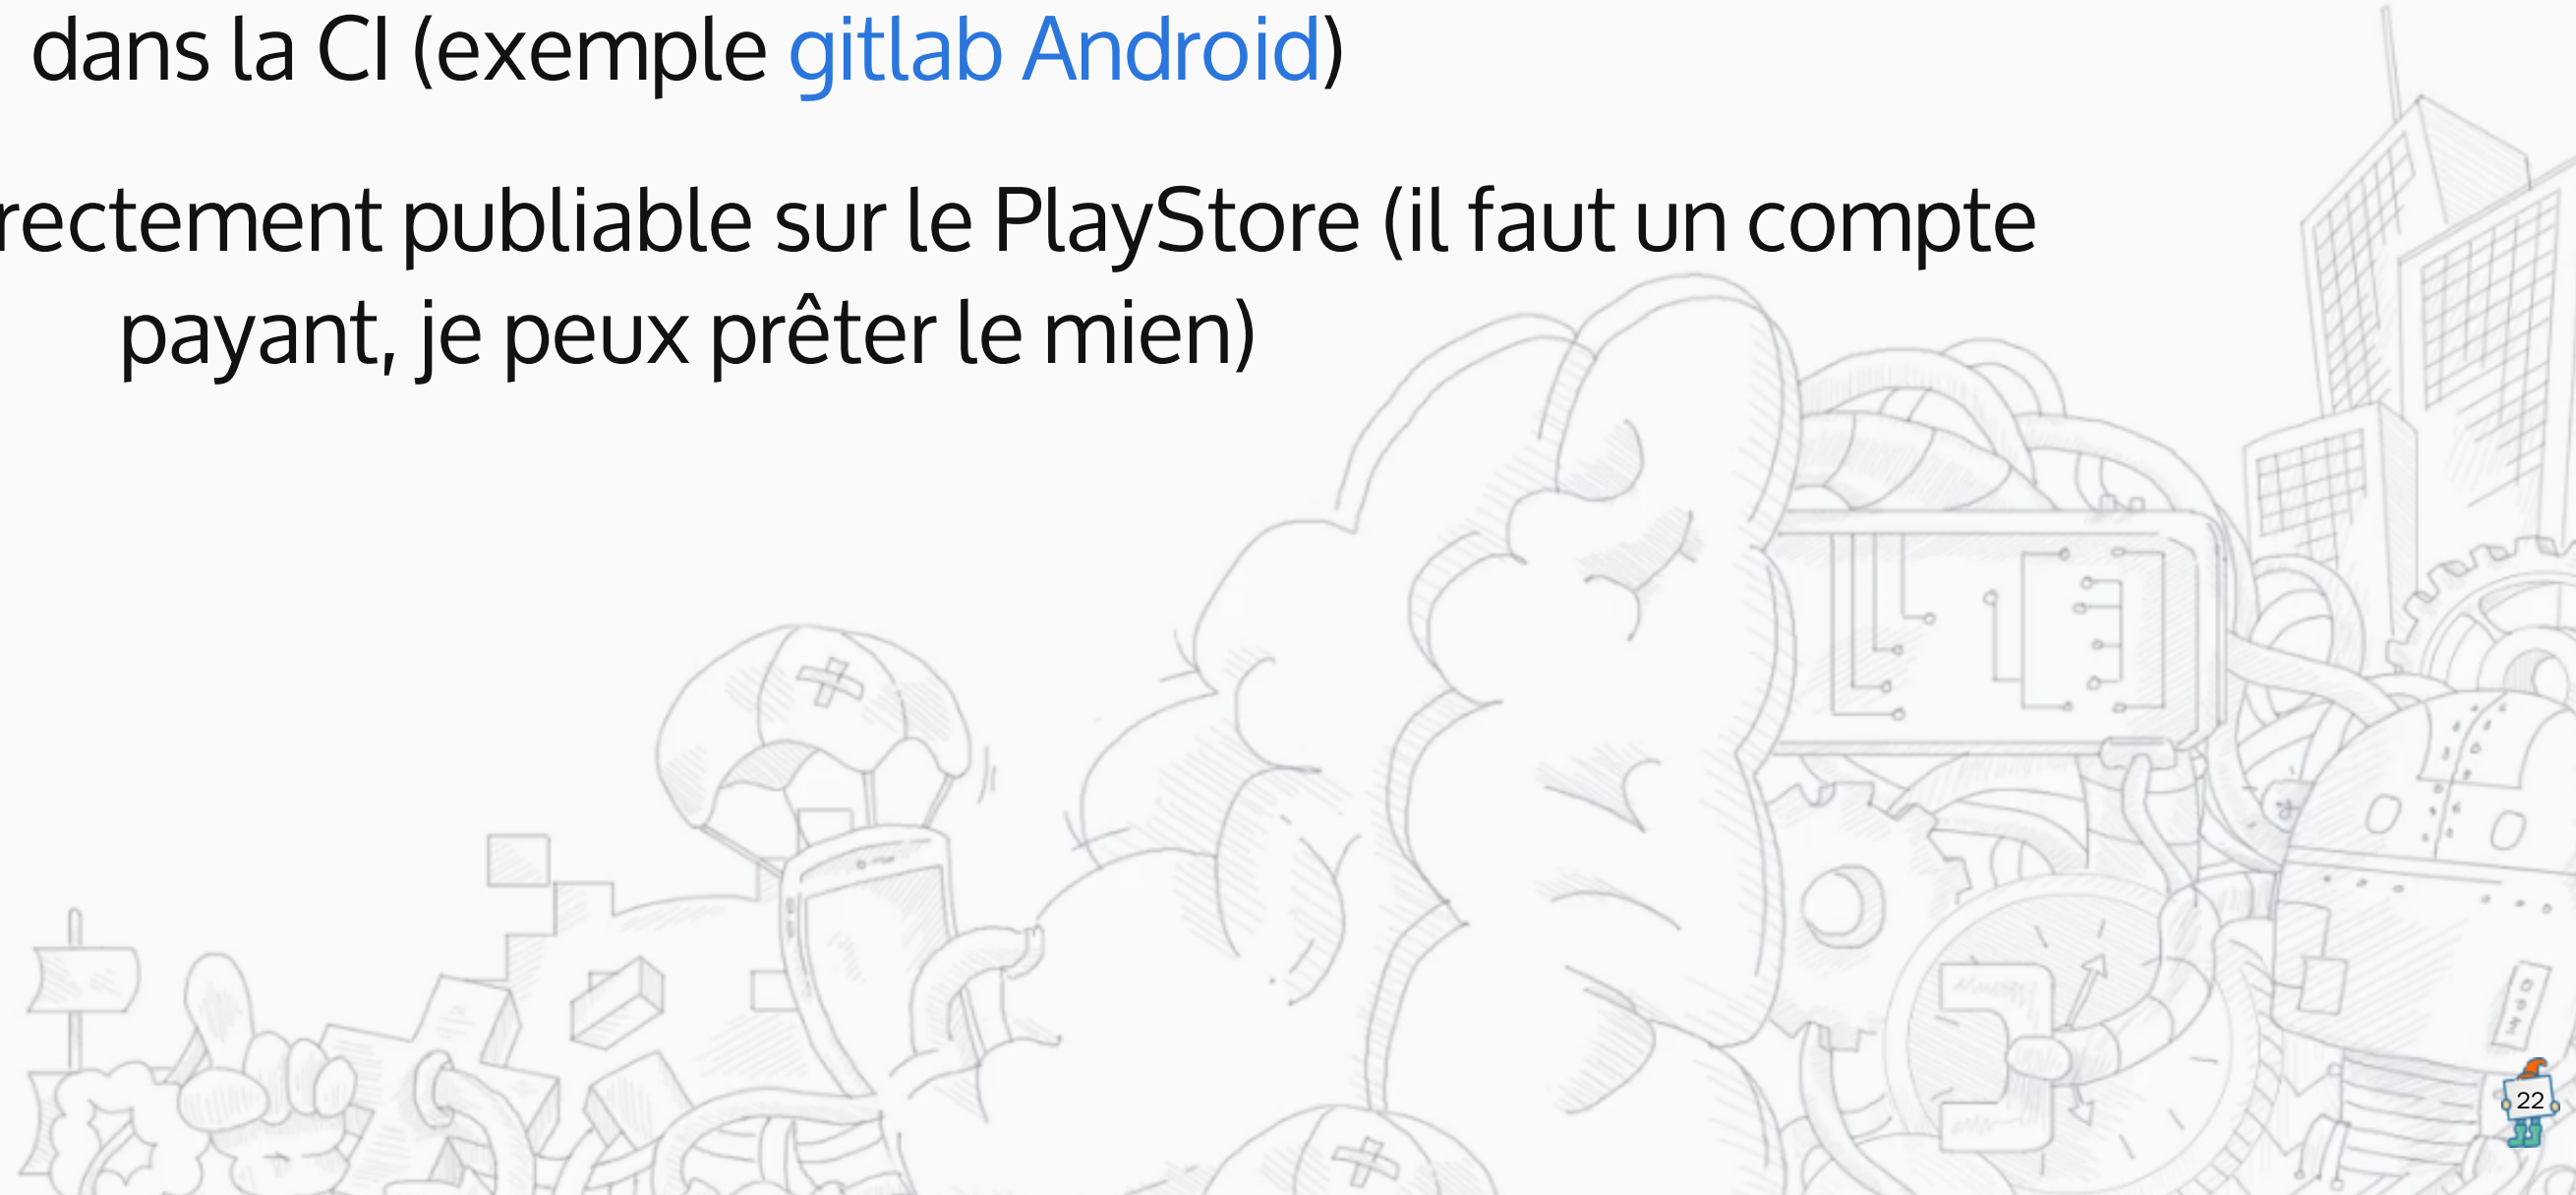 dans la CI (exemple gitlab Android)
rectement publiable sur le PlayStore (il faut un compte
payant, je peux prêter le mien)
22